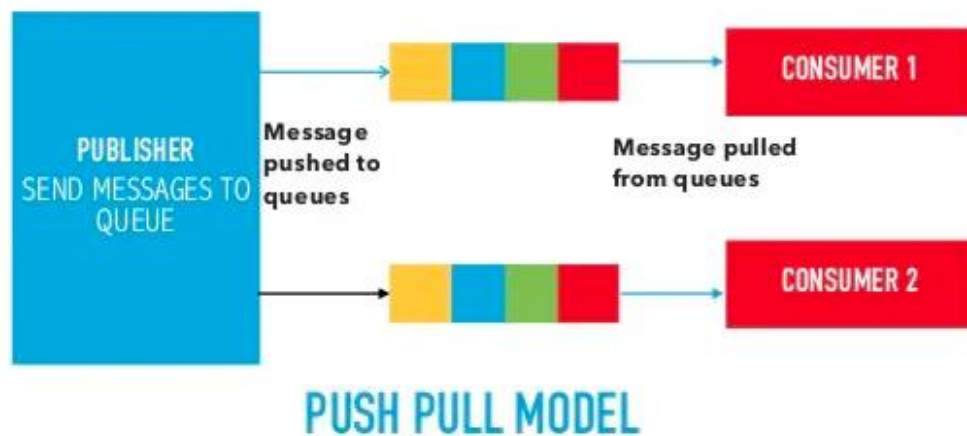 PUBLISHER
SEND MESSAGES TO
QUEUE
Message
pushed to
queues
CONSUMER 1
Message pulled
from queues
CONSUMER 2
PUSH PULL MODEL